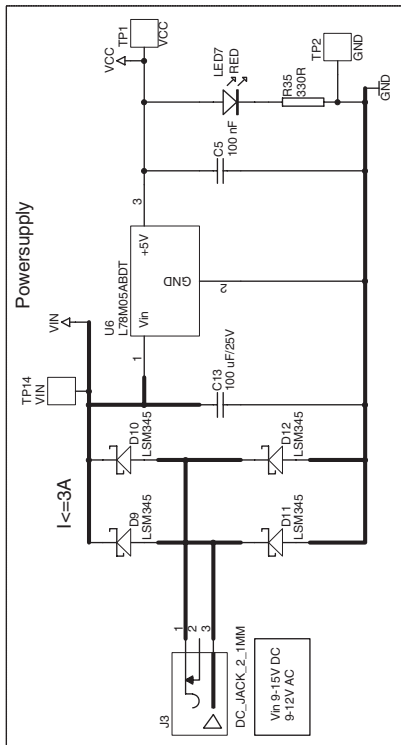 Powersupply
I<=3A
J3
DC_JACK_2_1MM
1
2
3
Vin 9-15V DC
9-12V AC
D9
LSM345
D10
LSM345
D11
LSM345
D12
LSM345
TP14
VIN
VIN
C13
100 uF/25V
U6
L78M05ABDT
1
Vin
+5V
3
GND
2
C5
100 nF
VCC
TP1
VCC
LED7
RED
R35
330R
TP2
GND
GND